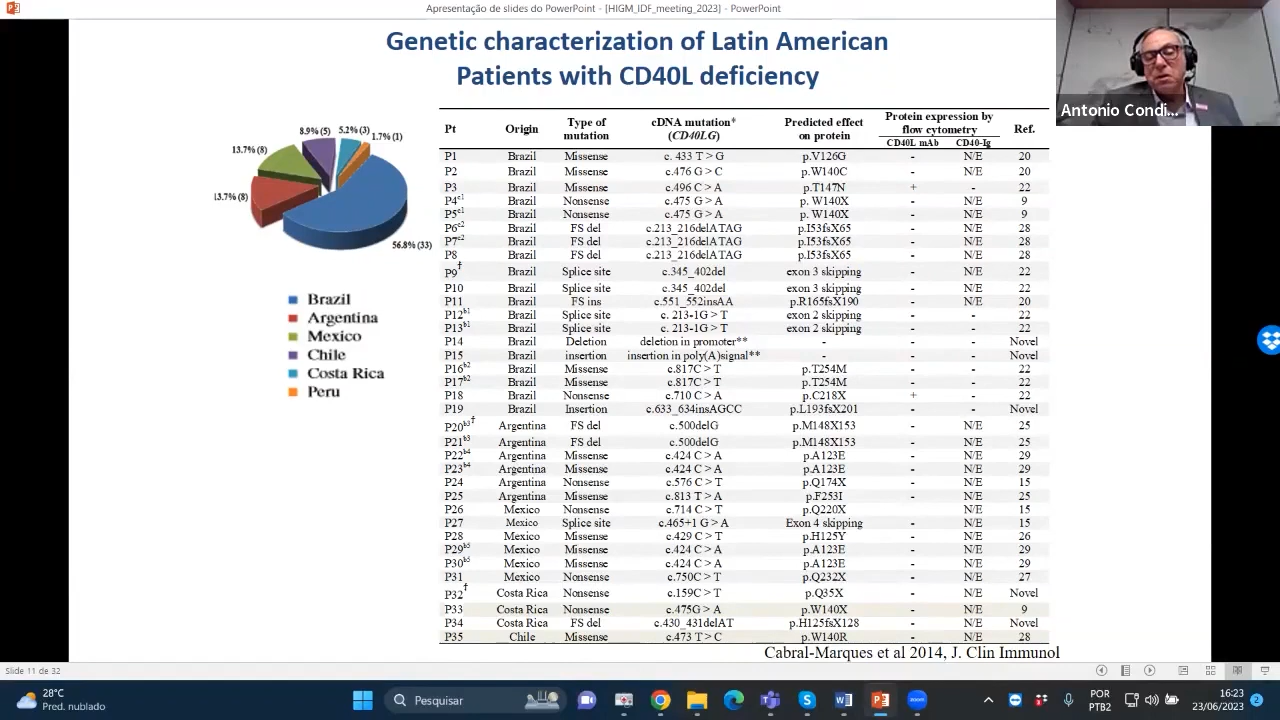 Apresentação de slides do PowerPoint - [HIGM_IDF_meeting_2023] - PowerPoint
Genetic characterization of Latin American
Patients with CD40L deficiency
Antonio Condi...
8.9% (5)
5.2% (3)
1.7% (1)
13.7% (8)
13.7% (8)
56.8% (33)
Brazil
Argentina
Mexico
Chile
Costa Rica
Peru
Pt Origin Type of mutation cDNA mutation* (CD40LG) Predicted effect on protein Protein expression by flow cytometry Ref.
CD40L mAb CD40-Ig
P1 Brazil Missense c. 433 T > G p.V126G - N/E 20
P2 Brazil Missense c.476 G > C p.W140C - N/E 20
P3 Brazil Missense c.496 C > A p.T147N + - 22
P4c1 Brazil Nonsense c.475 G > A p. W140X - N/E 9
P5c1 Brazil Nonsense c.475 G > A p. W140X - N/E 9
P6c2 Brazil FS del c.213_216delATAG p.I53fsX65 - N/E 28
P7c2 Brazil FS del c.213_216delATAG p.I53fsX65 - N/E 28
P8 Brazil FS del c.213_216delATAG p.I53fsX65 - N/E 28
P9† Brazil Splice site c.345_402del exon 3 skipping - N/E 22
P10 Brazil Splice site c.345_402del exon 3 skipping - N/E 22
P11 Brazil FS ins c.551_552insAA p.R165fsX190 - N/E 20
P12b1 Brazil Splice site c. 213-1G > T exon 2 skipping - - 22
P13b1 Brazil Splice site c. 213-1G > T exon 2 skipping - - 22
P14 Brazil Deletion deletion in promoter** - - - Novel
P15 Brazil insertion insertion in poly(A)signal** - - - Novel
P16b2 Brazil Missense c.817C > T p.T254M - - 22
P17b2 Brazil Missense c.817C > T p.T254M - - 22
P18 Brazil Nonsense c.710 C > A p.C218X + - 22
P19 Brazil Insertion c.633_634insAGCC p.L193fsX201 - - Novel
P20b3† Argentina FS del c.500delG p.M148X153 - N/E 25
P21b3 Argentina FS del c.500delG p.M148X153 - N/E 25
P22b4 Argentina Missense c.424 C > A p.A123E - N/E 29
P23b4 Argentina Missense c.424 C > A p.A123E - N/E 29
P24 Argentina Nonsense c.576 C > T p.Q174X - N/E 15
P25 Argentina Missense c.813 T > A p.F253I - N/E 25
P26 Mexico Nonsense c.714 C > T p.Q220X N/E 15
P27 Mexico Splice site c.465+1 G > A Exon 4 skipping - N/E 15
P28 Mexico Missense c.429 C > T p.H125Y - N/E 26
P29b5 Mexico Missense c.424 C > A p.A123E - N/E 29
P30b5 Mexico Missense c.424 C > A p.A123E - N/E 29
P31 Mexico Nonsense c.750C > T p.Q232X - N/E 27
P32† Costa Rica Nonsense c.159C > T p.Q35X - N/E Novel
P33 Costa Rica Nonsense c.475G > A p.W140X - N/E 9
P34 Costa Rica FS del c.430_431delAT p.H125fsX128 - N/E Novel
P35 Chile Missense c.473 T > C p.W140R - N/E 28
Cabral-Marques et al 2014, J. Clin Immunol
Slide 11 de 32
28°C
Pred. nublado
Pesquisar
POR
PTB2
16:23
23/06/2023
2